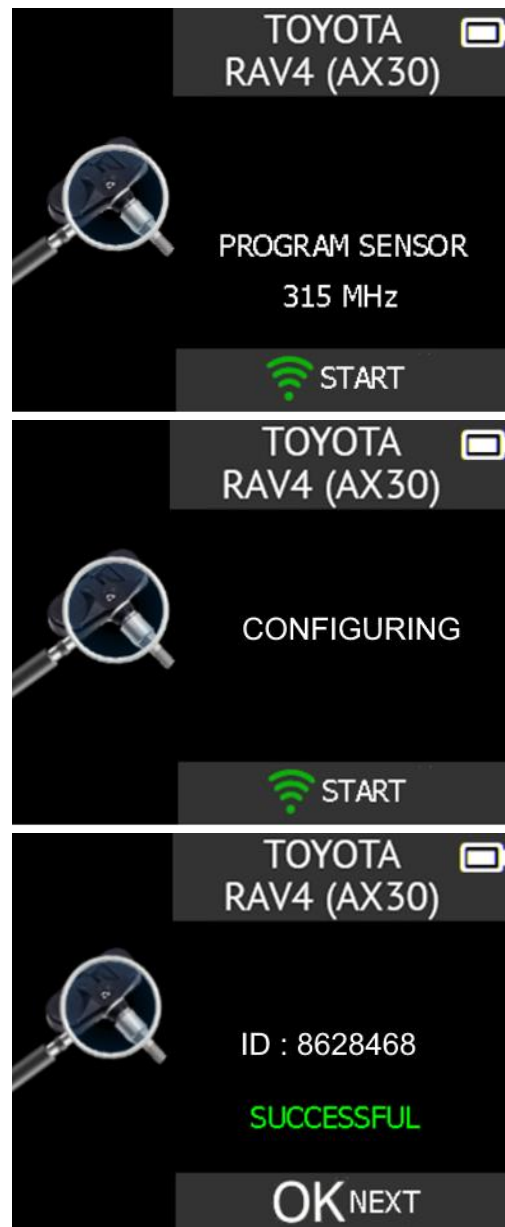 TOYOTA
RAV4 (AX30)
PROGRAM SENSOR
315 MHz
START
TOYOTA
RAV4 (AX30)
CONFIGURING
START
TOYOTA
RAV4 (AX30)
ID : 8628468
SUCCESSFUL
OK NEXT